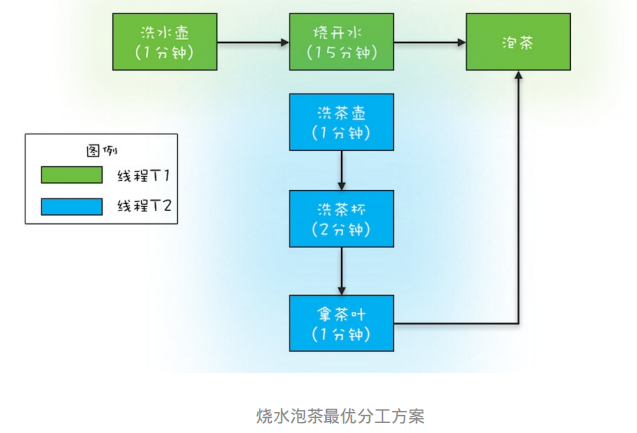 洗水壶
(1分钟)
烧开水
(15分钟)
泡茶
洗茶壶
(1分钟)
图例
线程T1
线程T2
洗茶杯
(2分钟)
拿茶叶
(1分钟)
烧水泡茶最优分工方案